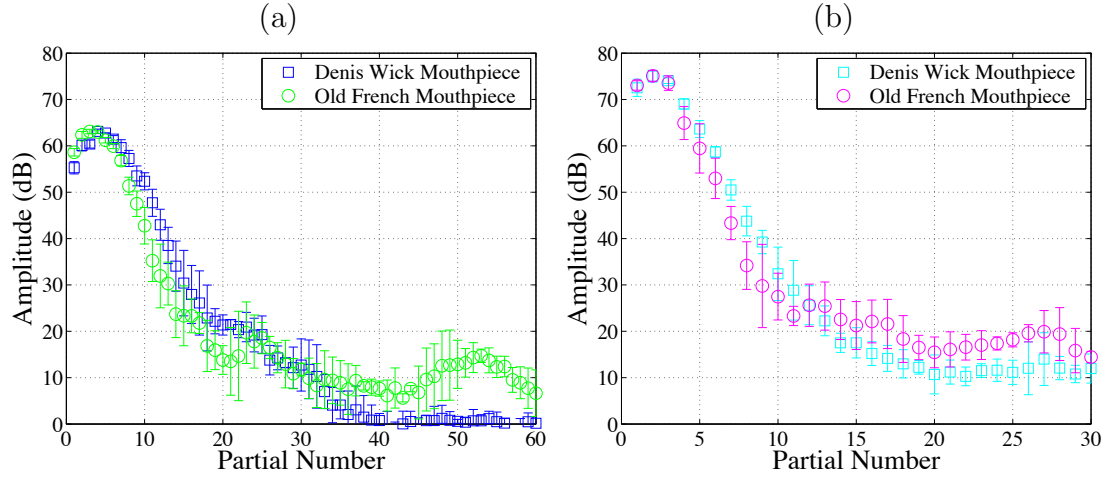 (a)
80
70
60
50
40
30
20
10
0
Amplitude (dB)
Denis Wick Mouthpiece
Old French Mouthpiece
0 10 20 30 40 50 60
Partial Number
(b)
80
70
60
50
40
30
20
10
0
Amplitude (dB)
Denis Wick Mouthpiece
Old French Mouthpiece
0 5 10 15 20 25 30
Partial Number